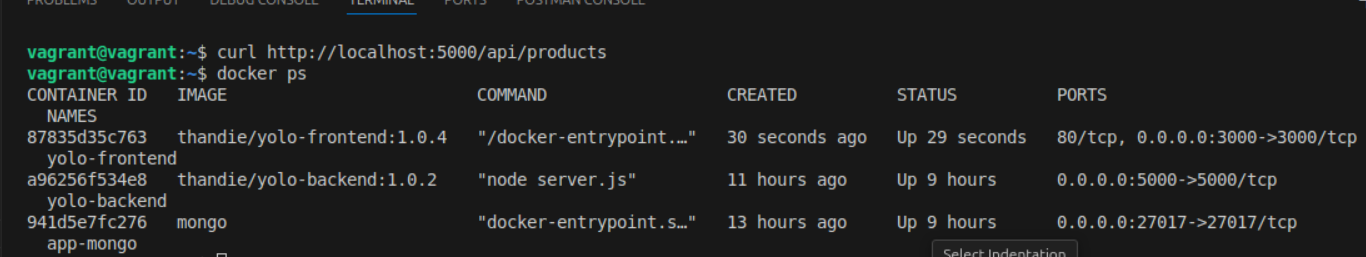 PROBLEMS OUTPUT DEBUG CONSOLE TERMINAL PORTS POSTMAN CONSOLE
vagrant@vagrant:~$ curl http://localhost:5000/api/products
vagrant@vagrant:~$ docker ps
CONTAINER ID   IMAGE                         COMMAND                  CREATED          STATUS          PORTS
  NAMES
87835d35c763   thandie/yolo-frontend:1.0.4   "/docker-entrypoint.…"   30 seconds ago   Up 29 seconds   80/tcp, 0.0.0.0:3000->3000/tcp
  yolo-frontend
a96256f534e8   thandie/yolo-backend:1.0.2    "node server.js"         11 hours ago     Up 9 hours      0.0.0.0:5000->5000/tcp
  yolo-backend
941d5e7fc276   mongo                         "docker-entrypoint.s…"   13 hours ago     Up 9 hours      0.0.0.0:27017->27017/tcp
  app-mongo
Select Indentation